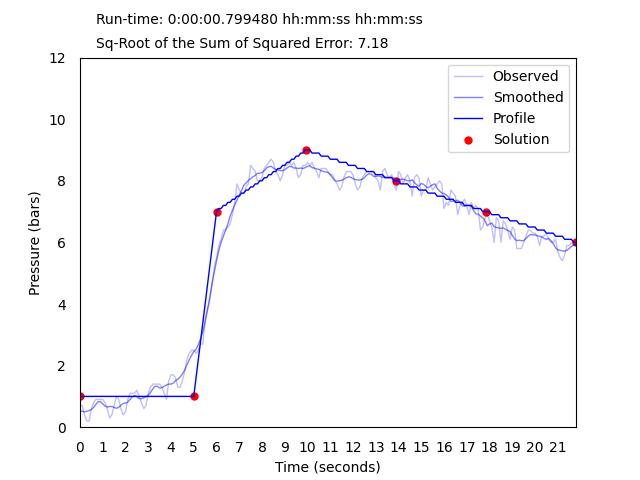 Run-time: 0:00:00.799480 hh:mm:ss hh:mm:ss
Sq-Root of the Sum of Squared Error: 7.18
12
10
8
6
4
2
0
Pressure (bars)
Observed
Smoothed
Profile
Solution
0 1 2 3 4 5 6 7 8 9 10 11 12 13 14 15 16 17 18 19 20 21
Time (seconds)